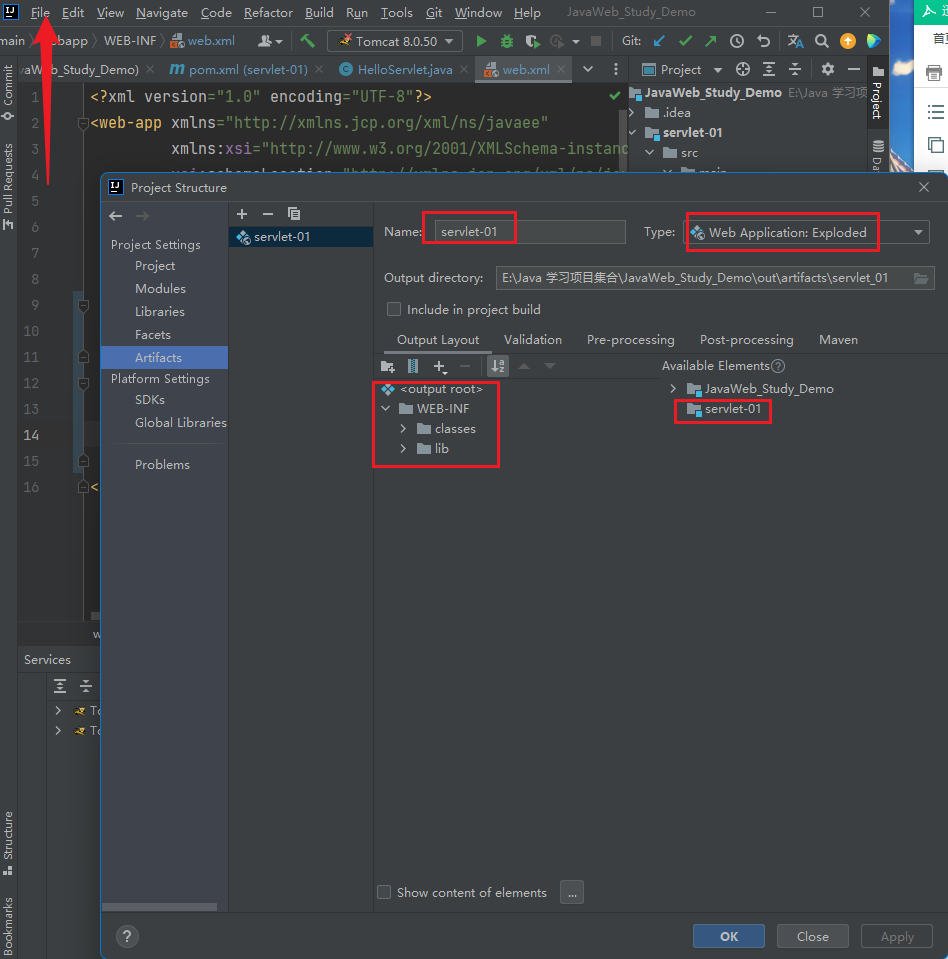 File Edit View Navigate Code Refactor Build Run Tools Git Window Help JavaWeb_Study_Demo
main WEB-INF web.xml Tomcat 8.0.50 Git:
JavaWeb_Study_Demo) pom.xml (servlet-01) HelloServlet.java web.xml Project
Commit
Pull Requests
1 <?xml version="1.0" encoding="UTF-8"?>
2 <web-app xmlns="http://xmlns.jcp.org/xml/ns/javaee"
3 xmlns:xsi="http://www.w3.org/2001/XMLSchema-instanc
5
6
7
8
9
10
11
12
13
14
15
16 <
JavaWeb_Study_Demo E:\Java 学习项
.idea
servlet-01
src
Project
首
Project Structure
Project Settings
Project
Modules
Libraries
Facets
Artifacts
Platform Settings
SDKs
Global Libraries
Problems
servlet-01
Name: servlet-01 Type: Web Application: Exploded
Output directory: E:\Java 学习项目集合\JavaWeb_Study_Demo\out\artifacts\servlet_01
Include in project build
Output Layout Validation Pre-processing Post-processing Maven
Available Elements
<output root>
WEB-INF
classes
lib
JavaWeb_Study_Demo
servlet-01
Show content of elements ...
? OK Close Apply
Services
Structure
Bookmarks